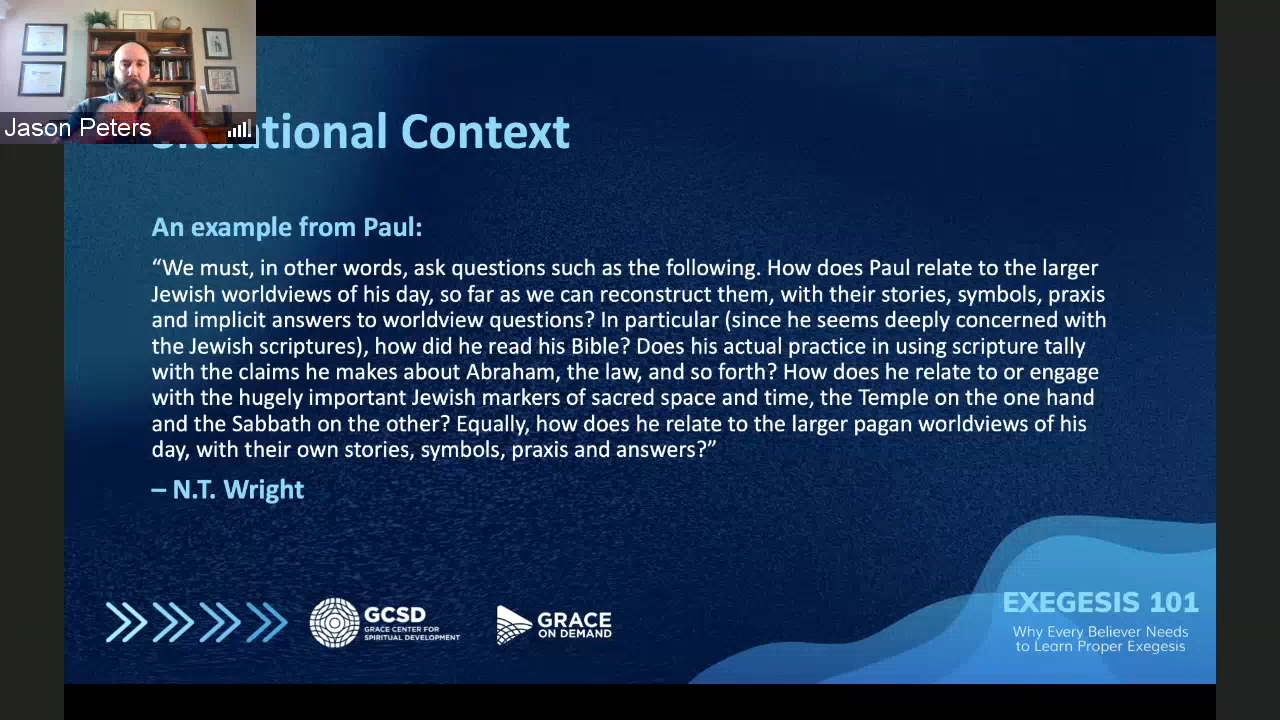 Jason Peters
Situational Context
An example from Paul:
“We must, in other words, ask questions such as the following. How does Paul relate to the larger
Jewish worldviews of his day, so far as we can reconstruct them, with their stories, symbols, praxis
and implicit answers to worldview questions? In particular (since he seems deeply concerned with
the Jewish scriptures), how did he read his Bible? Does his actual practice in using scripture tally
with the claims he makes about Abraham, the law, and so forth? How does he relate to or engage
with the hugely important Jewish markers of sacred space and time, the Temple on the one hand
and the Sabbath on the other? Equally, how does he relate to the larger pagan worldviews of his
day, with their own stories, symbols, praxis and answers?”
– N.T. Wright
GCSD
GRACE CENTER FOR
SPIRITUAL DEVELOPMENT
GRACE
ON DEMAND
EXEGESIS 101
Why Every Believer Needs
to Learn Proper Exegesis